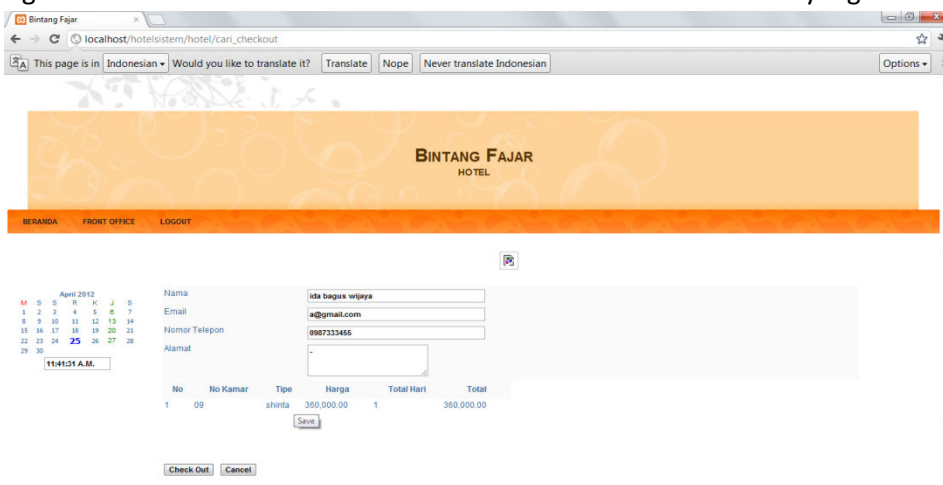 Bintang Fajar
localhost/hotelsistem/hotel/cari_checkout
This page is in Indonesian Would you like to translate it? Translate Nope Never translate Indonesian Options
BINTANG FAJAR
HOTEL
BERANDA FRONT OFFICE LOGOUT
April 2012
M S S R K J S
1 2 3 4 5 6 7
8 9 10 11 12 13 14
15 16 17 18 19 20 21
22 23 24 25 26 27 28
29 30
11:41:31 A.M.
Nama ida bagus wijaya
Email a@gmail.com
Nomor Telepon 0987333455
Alamat -
No No Kamar Tipe Harga Total Hari Total
1 09 shinta 360,000.00 1 360,000.00
Save
Check Out Cancel